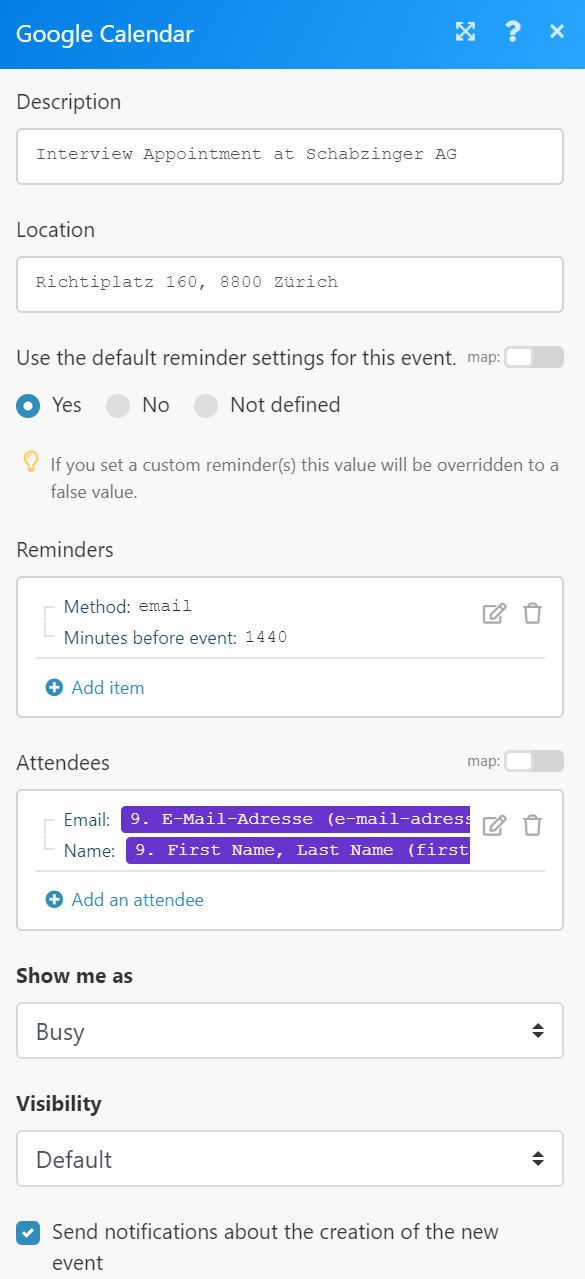 Google Calendar
Description
Interview Appointment at Schabzinger AG
Location
Richtiplatz 160, 8800 Zürich
Use the default reminder settings for this event. map:
Yes No Not defined
If you set a custom reminder(s) this value will be overridden to a
false value.
Reminders
Method: email
Minutes before event: 1440
Add item
Attendees map:
Email: 9. E-Mail-Adresse (e-mail-adress
Name: 9. First Name, Last Name (first
Add an attendee
Show me as
Busy
Visibility
Default
Send notifications about the creation of the new
event